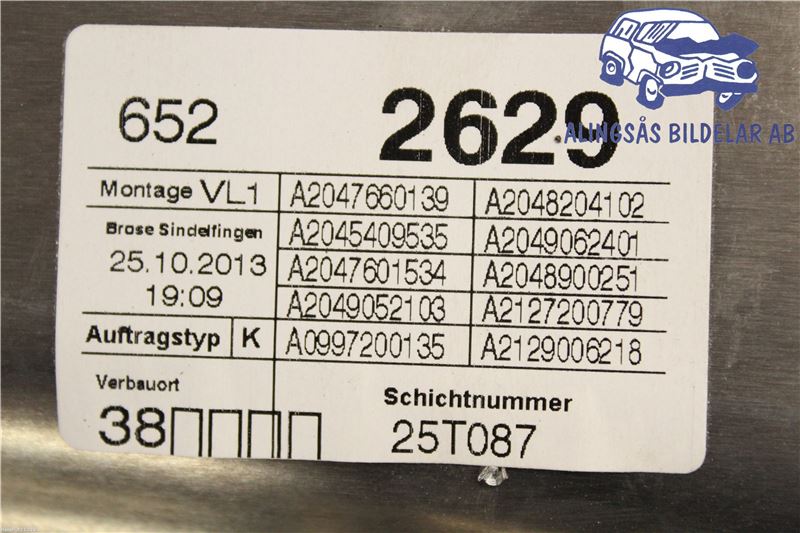 652 2629
ALINGSÅS BILDELAR AB
Montage VL1 A2047660139 A2048204102
Brose Sindelfingen A2045409535 A2049062401
25.10.2013 A2047601534 A2048900251
19:09 A2049052103 A2127200779
Auftragstyp K A0997200135 A2129006218
Verbauort Schichtnummer
38 25T087